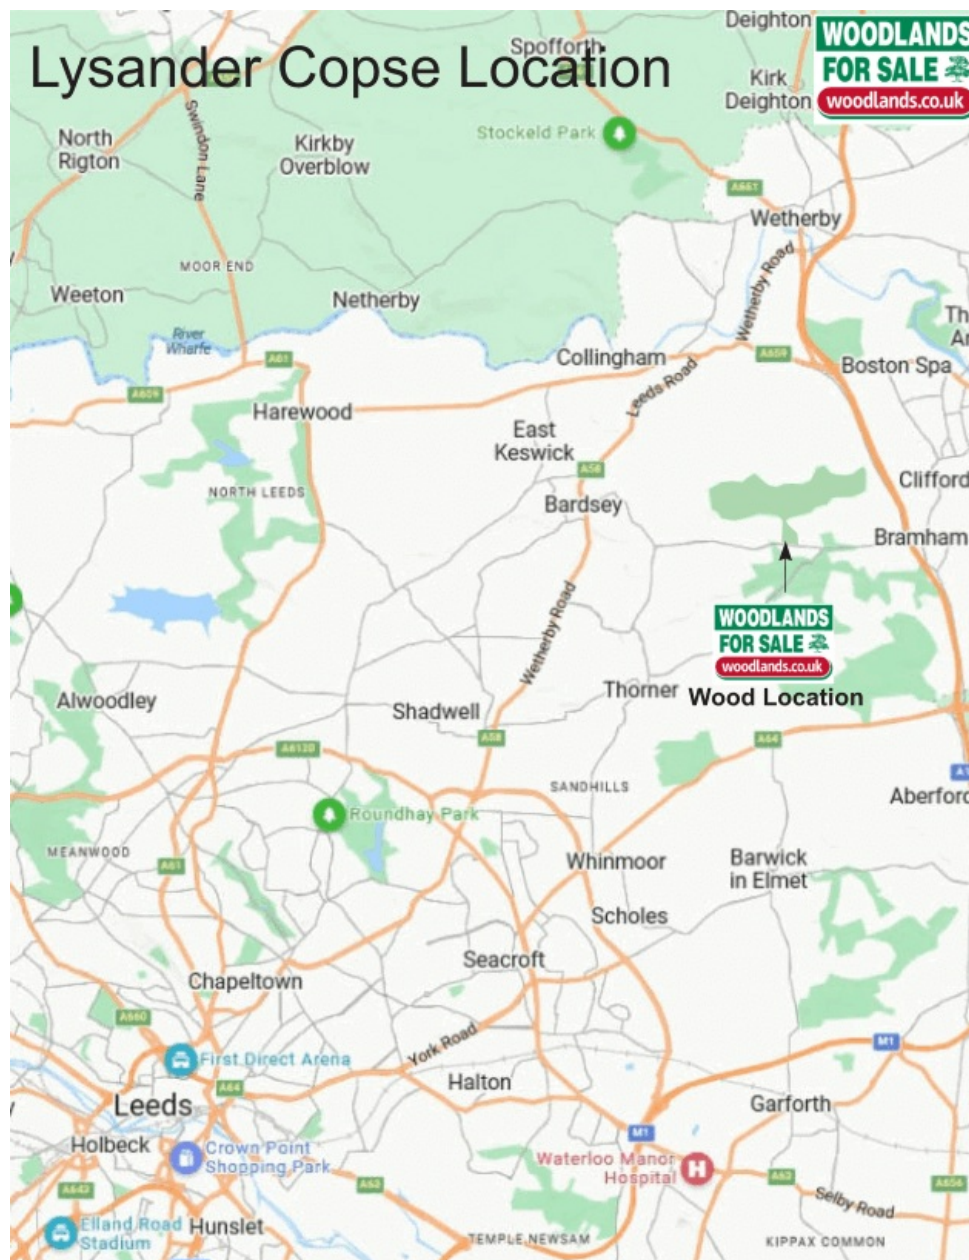 Lysander Copse Location
Deighton
WOODLANDS
FOR SALE
woodlands.co.uk
Spofforth
Kirk
Deighton
Stockeld Park
North
Rigton
Swindon Lane
Kirkby
Overblow
A661
Wetherby
MOOR END
Wetherby Road
Weeton
Netherby
River
Wharfe
Collingham
A61
A659
Boston Spa
A659
Leeds Road
Harewood
East
Keswick
A58
NORTH LEEDS
Bardsey
Clifford
Bramham
Wetherby Road
WOODLANDS
FOR SALE
woodlands.co.uk
Wood Location
Thorner
Alwoodley
Shadwell
A58
A64
A6120
SANDHILLS
Aberford
Roundhay Park
MEANWOOD
A61
Whinmoor
Barwick
in Elmet
Scholes
Seacroft
Chapeltown
A660
York Road
M1
First Direct Arena
A64
Halton
Leeds
Garforth
Holbeck
M1
Crown Point
Shopping Park
Waterloo Manor
Hospital
A63
A63
A643
A656
Selby Road
Elland Road
Stadium
Hunslet
TEMPLE NEWSAM
KIPPAX COMMON